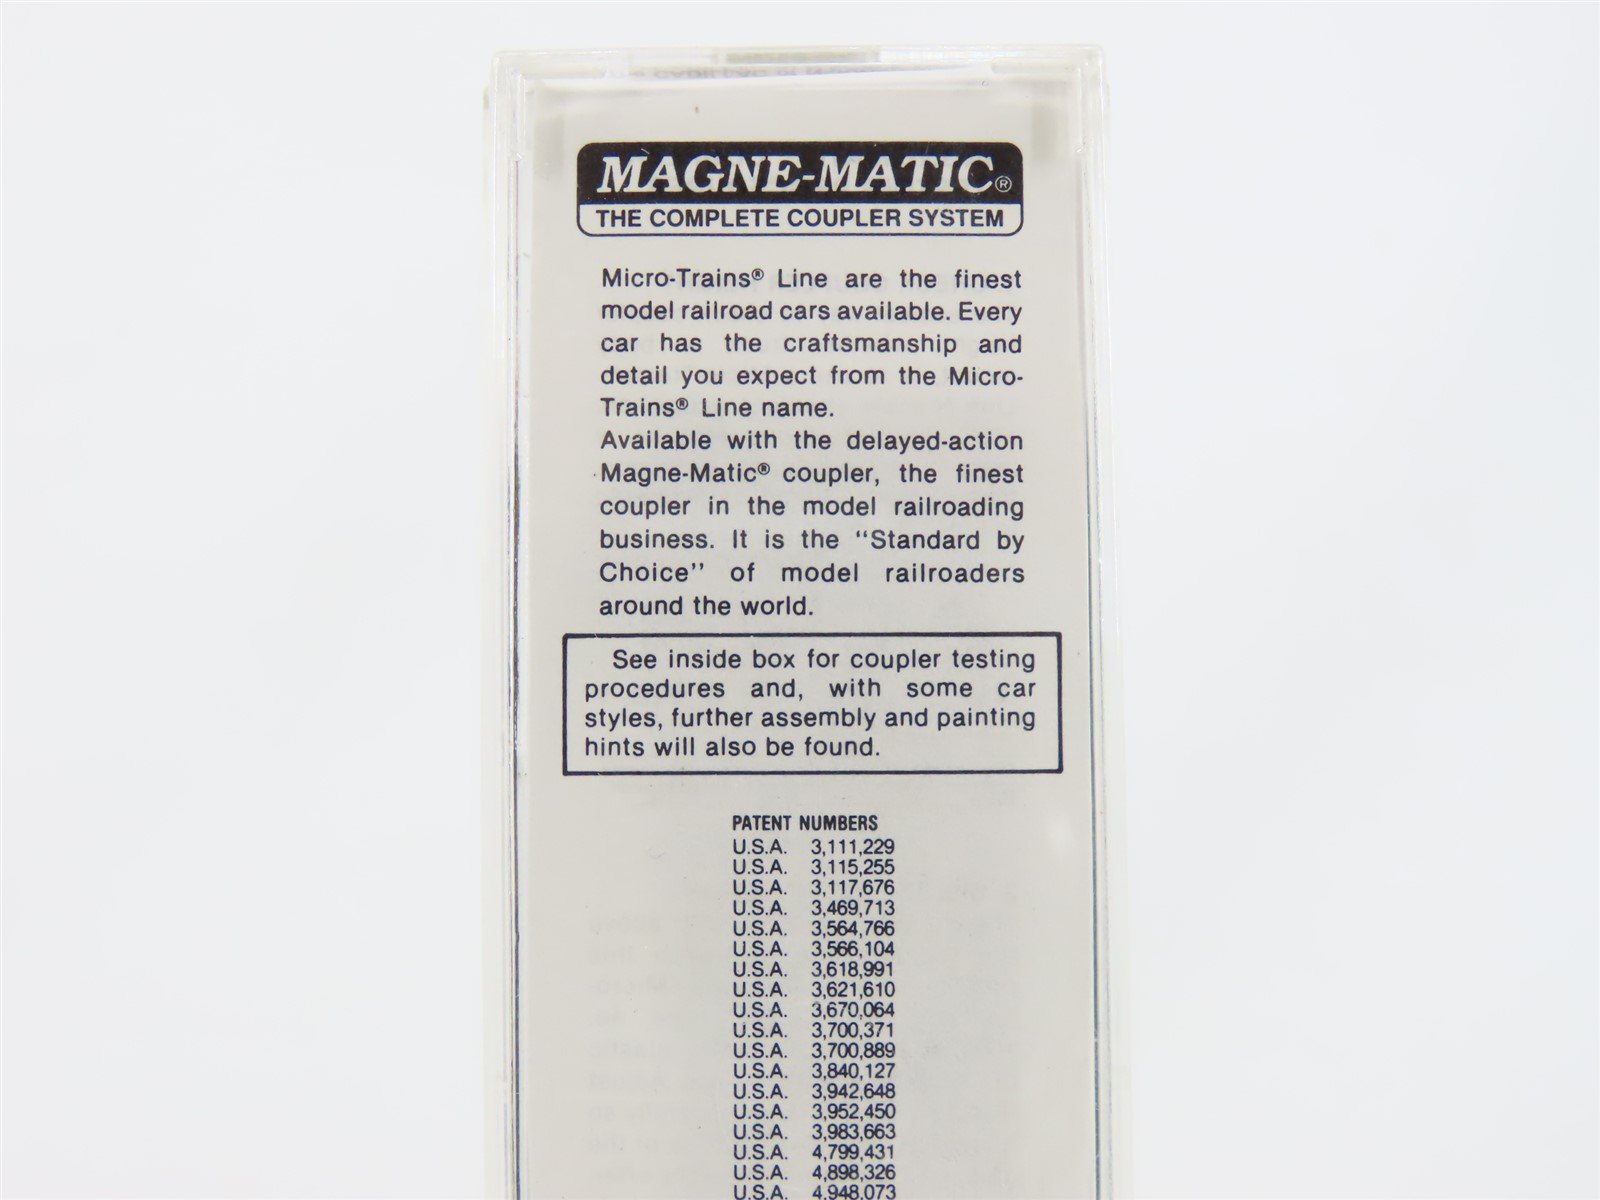 MAGNE-MATIC®
THE COMPLETE COUPLER SYSTEM
Micro-Trains® Line are the finest
model railroad cars available. Every
car has the craftsmanship and
detail you expect from the Micro-
Trains® Line name.
Available with the delayed-action
Magne-Matic® coupler, the finest
coupler in the model railroading
business. It is the “Standard by
Choice” of model railroaders
around the world.
See inside box for coupler testing
procedures and, with some car
styles, further assembly and painting
hints will also be found.
PATENT NUMBERS
U.S.A. 3,111,229
U.S.A. 3,115,255
U.S.A. 3,117,676
U.S.A. 3,469,713
U.S.A. 3,564,766
U.S.A. 3,566,104
U.S.A. 3,618,991
U.S.A. 3,621,610
U.S.A. 3,670,064
U.S.A. 3,700,371
U.S.A. 3,700,889
U.S.A. 3,840,127
U.S.A. 3,942,648
U.S.A. 3,952,450
U.S.A. 3,983,663
U.S.A. 4,799,431
U.S.A. 4,898,326
U.S.A. 4,948,073